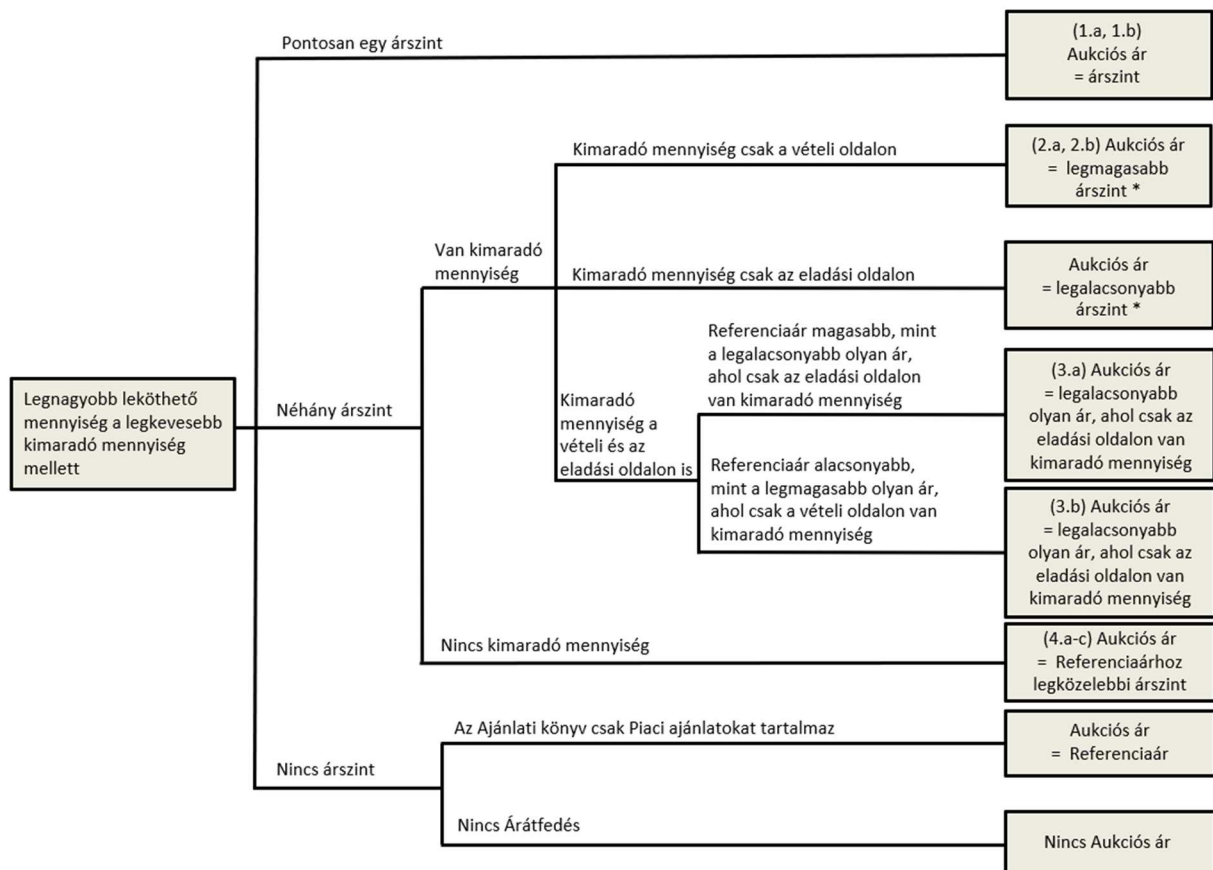 Pontosan egy árszint
(1.a, 1.b)
Aukciós ár
= árszint
Kimaradó mennyiség csak a vételi oldalon
(2.a, 2.b) Aukciós ár
= legmagasabb
árszint *
Van kimaradó
mennyiség
Kimaradó mennyiség csak az eladási oldalon
Aukciós ár
= legalacsonyabb
árszint *
Legnagyobb leköthető
mennyiség a legkevesebb
kimaradó mennyiség
mellett
Néhány árszint
Kimaradó
mennyiség a
vételi és az
eladási oldalon is
Referenciaár magasabb, mint
a legalacsonyabb olyan ár,
ahol csak az eladási oldalon
van kimaradó mennyiség
(3.a) Aukciós ár
= legalacsonyabb
olyan ár, ahol csak az
eladási oldalon van
kimaradó mennyiség
Referenciaár alacsonyabb,
mint a legmagasabb olyan ár,
ahol csak a vételi oldalon van
kimaradó mennyiség
(3.b) Aukciós ár
= legalacsonyabb
olyan ár, ahol csak az
eladási oldalon van
kimaradó mennyiség
Nincs kimaradó mennyiség
(4.a-c) Aukciós ár
= Referenciaárhoz
legközelebbi árszint
Nincs árszint
Az Ajánlati könyv csak Piaci ajánlatokat tartalmaz
Aukciós ár
= Referenciaár
Nincs Árátfedés
Nincs Aukciós ár